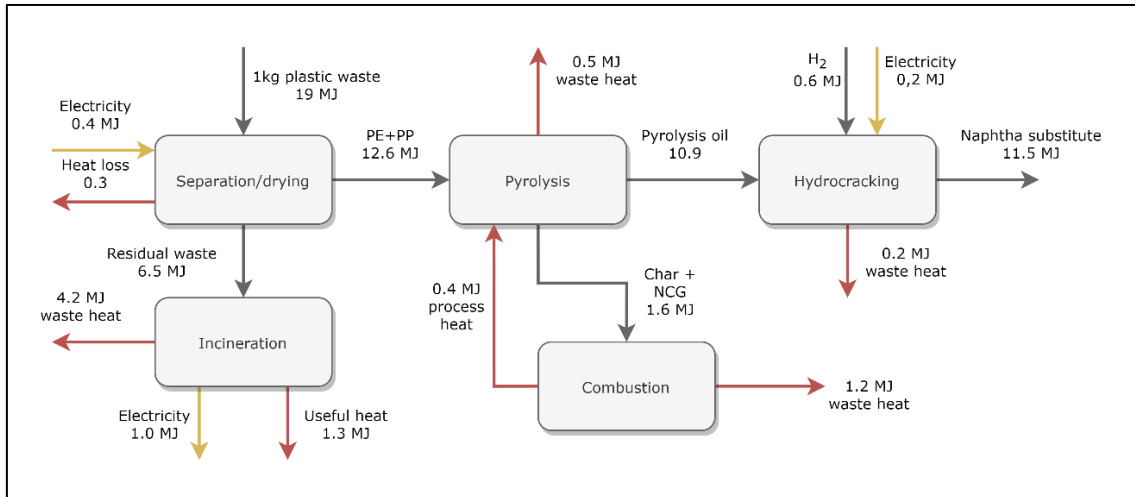 1kg plastic waste
19 MJ
Electricity
0.4 MJ
Heat loss
0.3
Separation/drying
PE+PP
12.6 MJ
0.5 MJ
waste heat
Pyrolysis
Pyrolysis oil
10.9
H2
0.6 MJ
Electricity
0,2 MJ
Hydrocracking
Naphtha substitute
11.5 MJ
0.2 MJ
waste heat
Residual waste
6.5 MJ
4.2 MJ
waste heat
Incineration
Electricity
1.0 MJ
Useful heat
1.3 MJ
0.4 MJ
process
heat
Char +
NCG
1.6 MJ
Combustion
1.2 MJ
waste heat